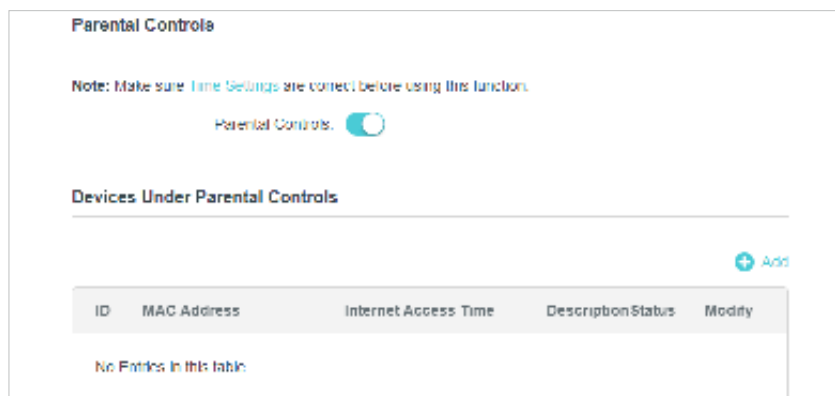 Parental Controls
Note: Make sure Time Settings are correct before using this function.
Parental Controls:
Devices Under Parental Controls
Add
ID MAC Address Internet Access Time Description Status Modify
No Entries in this table